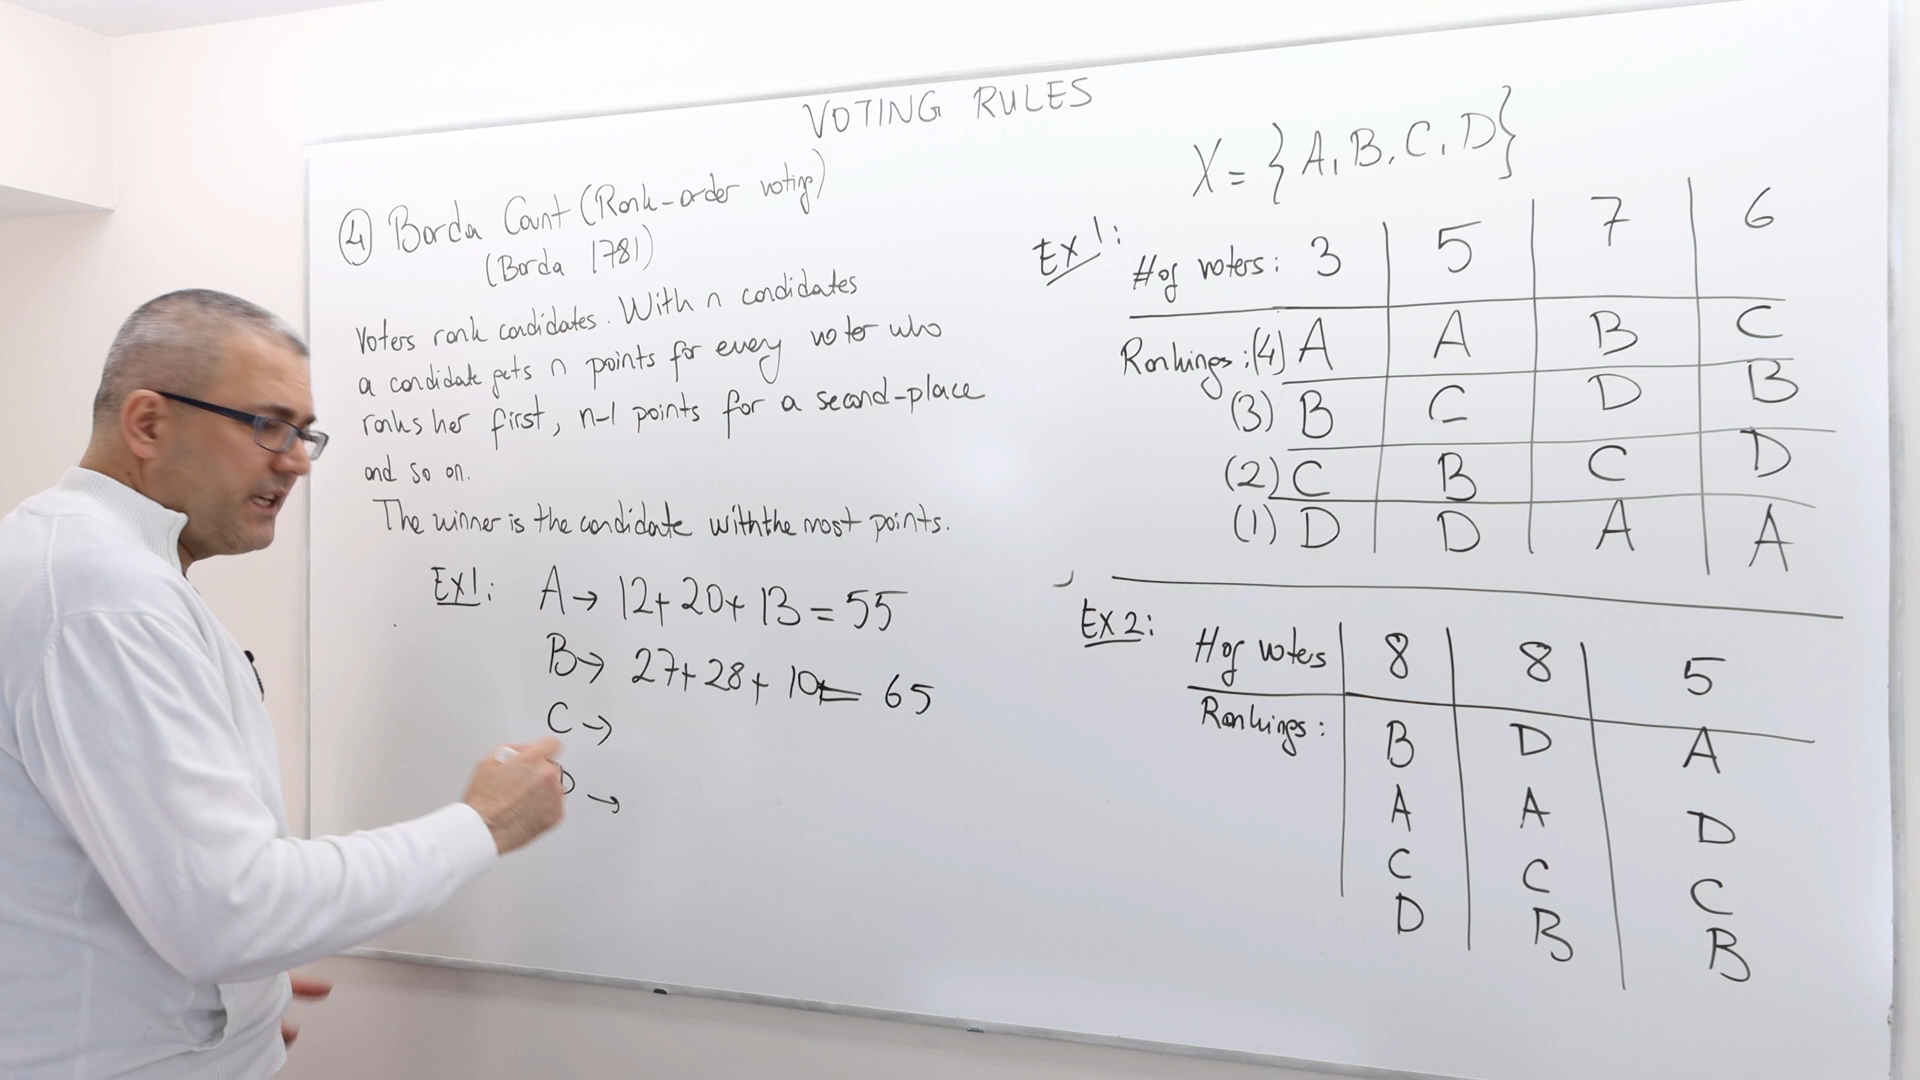 VOTING RULES
④ Borda Count (Rank-order voting)
(Borda 1781)
Voters rank candidates. With n candidates
a candidate gets n points for every voter who
ranks her first, n-1 points for a second-place
and so on.
The winner is the candidate with the most points.
Ex1: A → 12+20+13=55
B → 27+28+10= 65
C →
D →
X = {A, B, C, D}
Ex1:
# of voters: 3 5 7 6
Rankings: (4) A A B C
(3) B C D B
(2) C B C D
(1) D D A A
Ex 2:
# of voters 8 8 5
Rankings: B D A
A A D
C C C
D B B